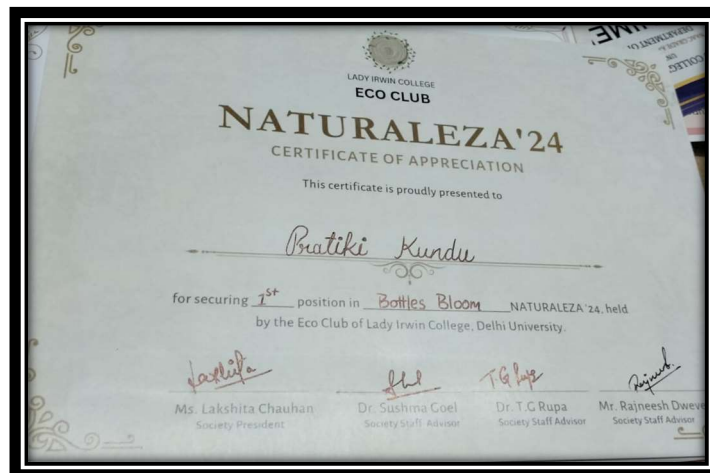 LADY IRWIN COLLEGE
ECO CLUB
NATURALEZA'24
CERTIFICATE OF APPRECIATION
This certificate is proudly presented to
Pratiki Kundu
for securing 1st position in Bottles Bloom NATURALEZA'24, held
by the Eco Club of Lady Irwin College, Delhi University.
Ms. Lakshita Chauhan Dr. Sushma Goel Dr. T.G Rupa Mr. Rajneesh Dweve
Society President Society Staff Advisor Society Staff Advisor Society Staff Advisor